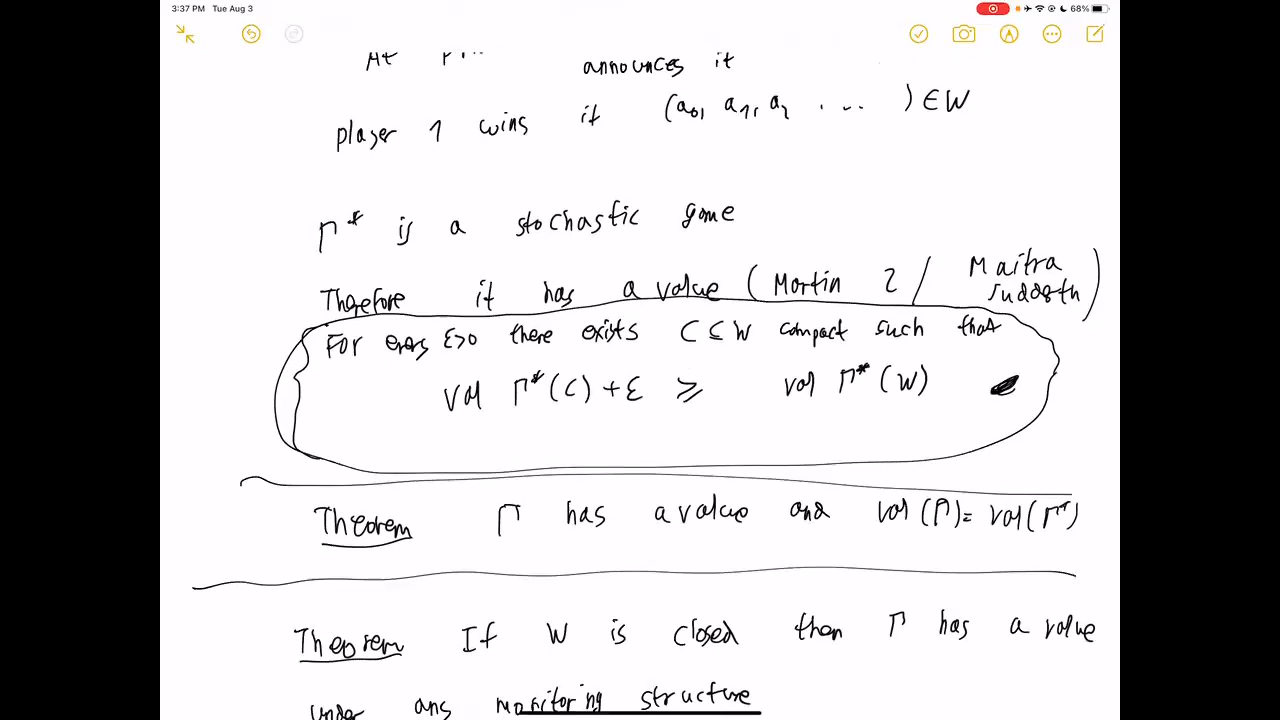 3:37 PM Tue Aug 3
68%
At
announces it
player 1 wins if (a₀, a₁, a₂ .... ) ∈ W
Γ* is a stochastic game
Therefore it has a value ( Martin 2 / Maitra Sudderth )
For every ε>0 there exists C ⊆ W compact such that
val Γ*(C) + ε ⩾ val Γ*(W)
Theorem Γ has a value and val(Γ) = val(Γ*)
Theorem If W is closed then Γ has a value
under any monitoring structure